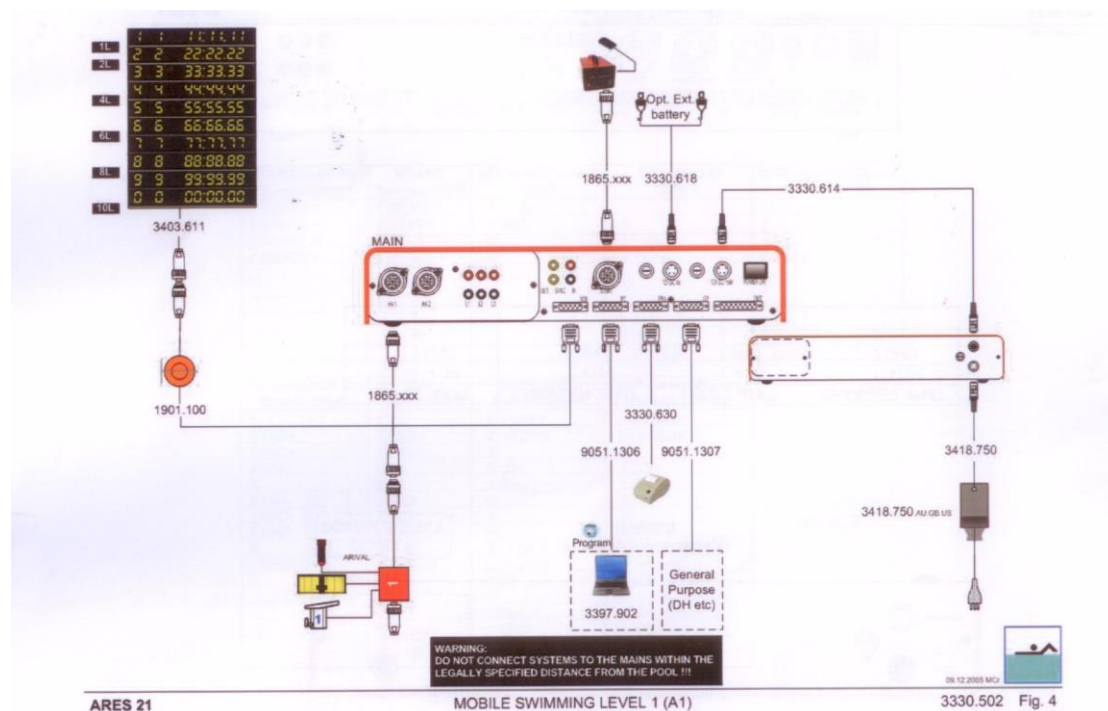 1 1 11:11.11
1L
2 2 22:22.22
2L
3 3 33:33.33
4 4 44:44.44
4L
5 5 55:55.55
6 6 66:66.66
6L
7 7 77:77.77
8 8 88:88.88
8L
9 9 99:99.99
0 0 00:00.00
10L
3403.611
Opt. Ext.
battery
1865.xxx
3330.618
3330.614
MAIN
1901.100
1865.xxx
3330.630
9051.1306
9051.1307
3418.750
3418.750 AU.GB.US
Program
3397.902
General
Purpose
(DH etc)
ARIVAL
1
1
WARNING:
DO NOT CONNECT SYSTEMS TO THE MAINS WITHIN THE
LEGALLY SPECIFIED DISTANCE FROM THE POOL !!!
09.12.2005 MCr
ARES 21
MOBILE SWIMMING LEVEL 1 (A1)
3330.502 Fig. 4